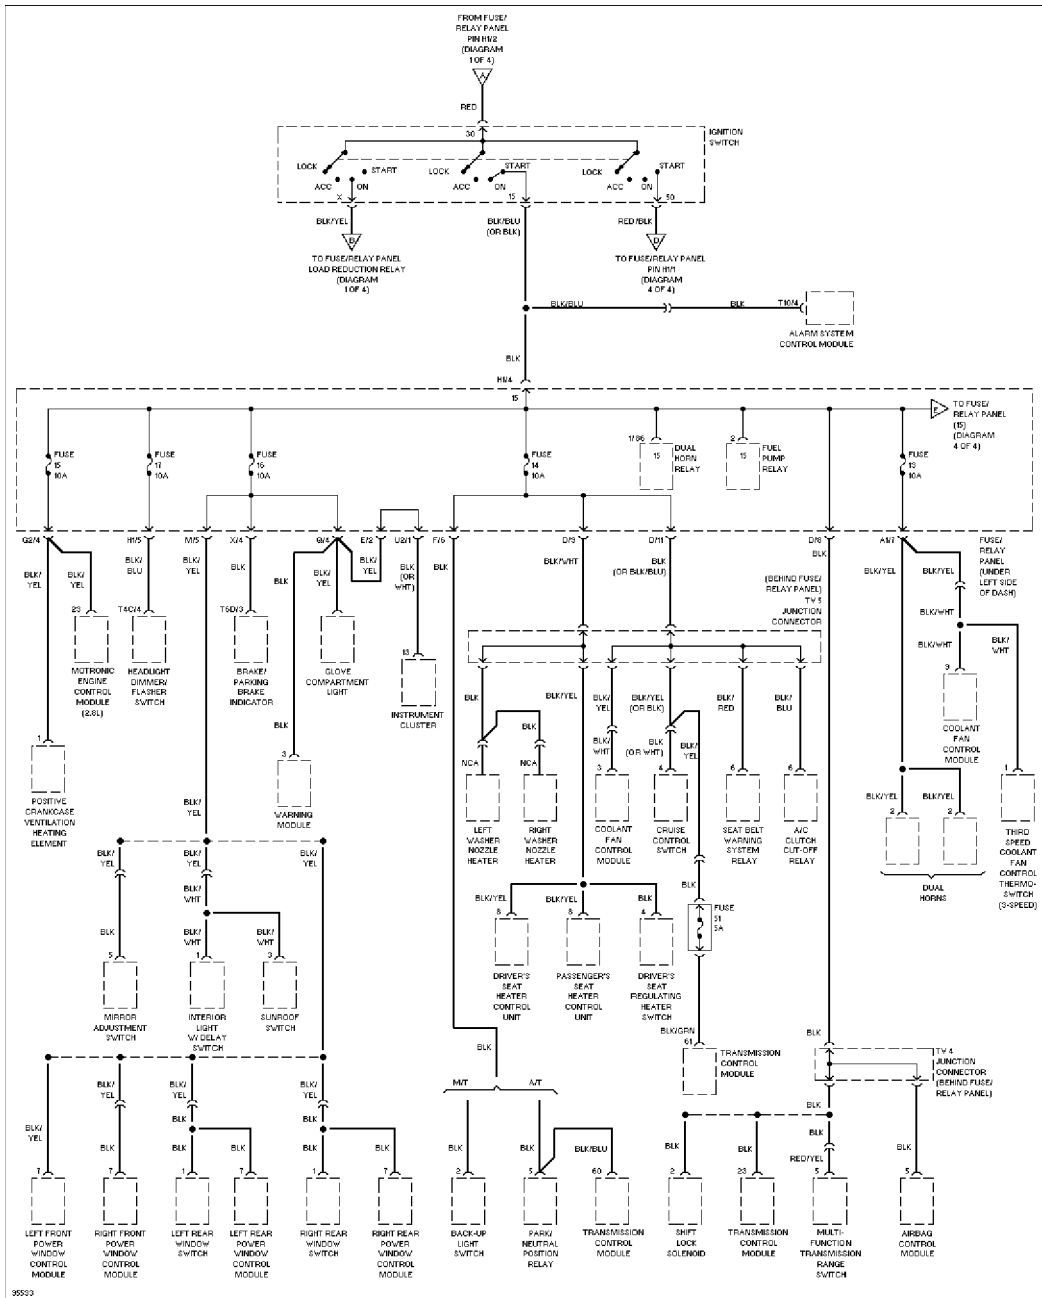 FROM FUSE/
RELAY PANEL
PIN H1/2
(DIAGRAM
1 OF 4)
A
RED
30
IGNITION
SWITCH
LOCK
START
ACC
ON
LOCK
START
ACC
ON
LOCK
START
ACC
ON
X
15
50
BLK/YEL
BLK/BLU
(OR BLK)
RED/BLK
B
D
TO FUSE/RELAY PANEL
LOAD REDUCTION RELAY
(DIAGRAM
1 OF 4)
TO FUSE/RELAY PANEL
PIN H1/1
(DIAGRAM
4 OF 4)
BLK/BLU
BLK
T10/4
ALARM SYSTEM
CONTROL MODULE
BLK
H1/4
15
E
TO FUSE/
RELAY PANEL
(15)
(DIAGRAM
4 OF 4)
FUSE
15
10A
FUSE
17
10A
FUSE
16
10A
FUSE
14
10A
1/86
15
DUAL
HORN
RELAY
2
15
FUEL
PUMP
RELAY
FUSE
13
10A
G2/4
H1/5
M/5
X/4
G/4
E/2
U2/1
F/6
D/9
D/11
D/8
A1/7
FUSE/
RELAY
PANEL
(UNDER
LEFT SIDE
OF DASH)
BLK/
YEL
BLK/
YEL
BLK/
BLU
BLK/
YEL
BLK
BLK
BLK/
YEL
BLK/
YEL
BLK
(OR
WHT)
BLK
BLK/WHT
BLK
(OR BLK/BLU)
BLK
BLK/YEL
BLK/YEL
(BEHIND FUSE/
RELAY PANEL)
TV 5
JUNCTION
CONNECTOR
23
MOTRONIC
ENGINE
CONTROL
MODULE
(2.8L)
T4C/4
HEADLIGHT
DIMMER/
FLASHER
SWITCH
T6D/3
BRAKE/
PARKING
BRAKE
INDICATOR
GLOVE
COMPARTMENT
LIGHT
13
INSTRUMENT
CLUSTER
BLK/WHT
BLK/WHT
BLK/
WHT
9
COOLANT
FAN
CONTROL
MODULE
BLK
BLK/YEL
BLK/
YEL
BLK/YEL
(OR BLK)
BLK/
RED
BLK/
BLU
BLK
BLK/
WHT
BLK
(OR WHT)
BLK/
YEL
1
POSITIVE
CRANKCASE
VENTILATION
HEATING
ELEMENT
BLK
3
WARNING
MODULE
NCA
LEFT
WASHER
NOZZLE
HEATER
NCA
RIGHT
WASHER
NOZZLE
HEATER
3
COOLANT
FAN
CONTROL
MODULE
4
CRUISE
CONTROL
SWITCH
6
SEAT BELT
WARNING
SYSTEM
RELAY
6
A/C
CLUTCH
CUT-OFF
RELAY
BLK/YEL
BLK/YEL
2
2
DUAL
HORNS
1
THIRD
SPEED
COOLANT
FAN
CONTROL
THERMO-
SWITCH
(3-SPEED)
BLK/
YEL
BLK/
YEL
BLK/
YEL
BLK/
YEL
BLK/
WHT
BLK
BLK/
WHT
BLK/
WHT
5
MIRROR
ADJUSTMENT
SWITCH
1
INTERIOR
LIGHT
W/ DELAY
SWITCH
3
SUNROOF
SWITCH
BLK/YEL
BLK/YEL
BLK
8
DRIVER'S
SEAT
HEATER
CONTROL
UNIT
8
PASSENGER'S
SEAT
HEATER
CONTROL
UNIT
4
DRIVER'S
SEAT
REGULATING
HEATER
SWITCH
BLK
FUSE
51
5A
BLK/GRN
61
TRANSMISSION
CONTROL
MODULE
BLK
M/T
A/T
BLK
TV 4
JUNCTION
CONNECTOR
(BEHIND FUSE/
RELAY PANEL)
BLK
BLK/
YEL
BLK/
YEL
BLK/
YEL
BLK
BLK
BLK/
YEL
BLK
BLK
BLK
BLK
BLK
BLK
BLK
BLK
BLK/BLU
BLK
BLK
BLK
RED/YEL
BLK
7
LEFT FRONT
POWER
WINDOW
CONTROL
MODULE
7
RIGHT FRONT
POWER
WINDOW
CONTROL
MODULE
1
LEFT REAR
WINDOW
SWITCH
7
LEFT REAR
POWER
WINDOW
CONTROL
MODULE
1
RIGHT REAR
WINDOW
SWITCH
7
RIGHT REAR
POWER
WINDOW
CONTROL
MODULE
2
BACK-UP
LIGHT
SWITCH
5
PARK/
NEUTRAL
POSITION
RELAY
60
TRANSMISSION
CONTROL
MODULE
2
SHIFT
LOCK
SOLENOID
23
TRANSMISSION
CONTROL
MODULE
5
MULTI-
FUNCTION
TRANSMISSION
RANGE
SWITCH
5
AIRBAG
CONTROL
MODULE
95533